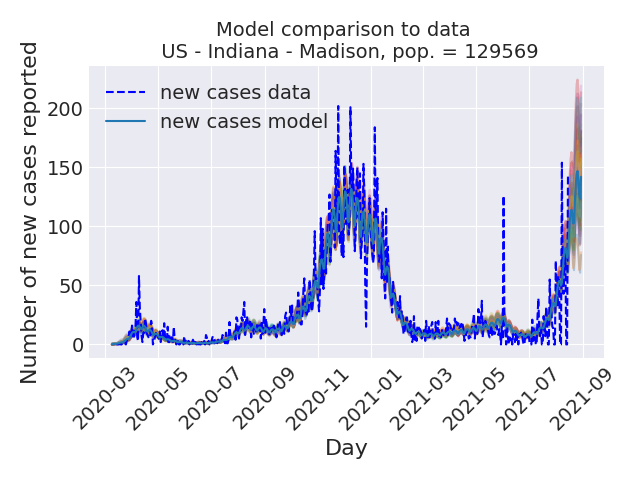 Model comparison to data
US - Indiana - Madison, pop. = 129569
Number of new cases reported
200
150
100
50
0
new cases data
new cases model
2020-03
2020-05
2020-07
2020-09
2020-11
2021-01
2021-03
2021-05
2021-07
2021-09
Day